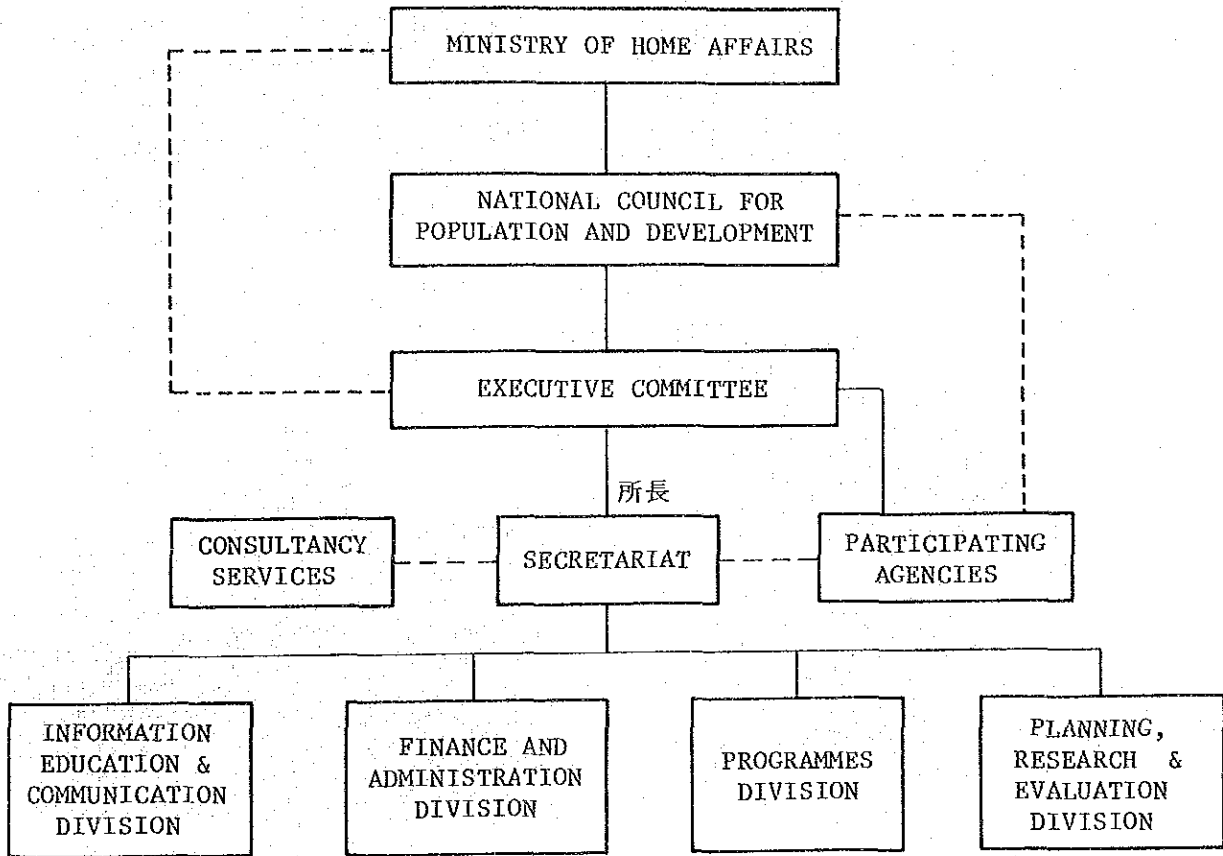 MINISTRY OF HOME AFFAIRS
NATIONAL COUNCIL FOR
POPULATION AND DEVELOPMENT
EXECUTIVE COMMITTEE
所長
CONSULTANCY
SERVICES
SECRETARIAT
PARTICIPATING
AGENCIES
INFORMATION
EDUCATION &
COMMUNICATION
DIVISION
FINANCE AND
ADMINISTRATION
DIVISION
PROGRAMMES
DIVISION
PLANNING,
RESEARCH &
EVALUATION
DIVISION